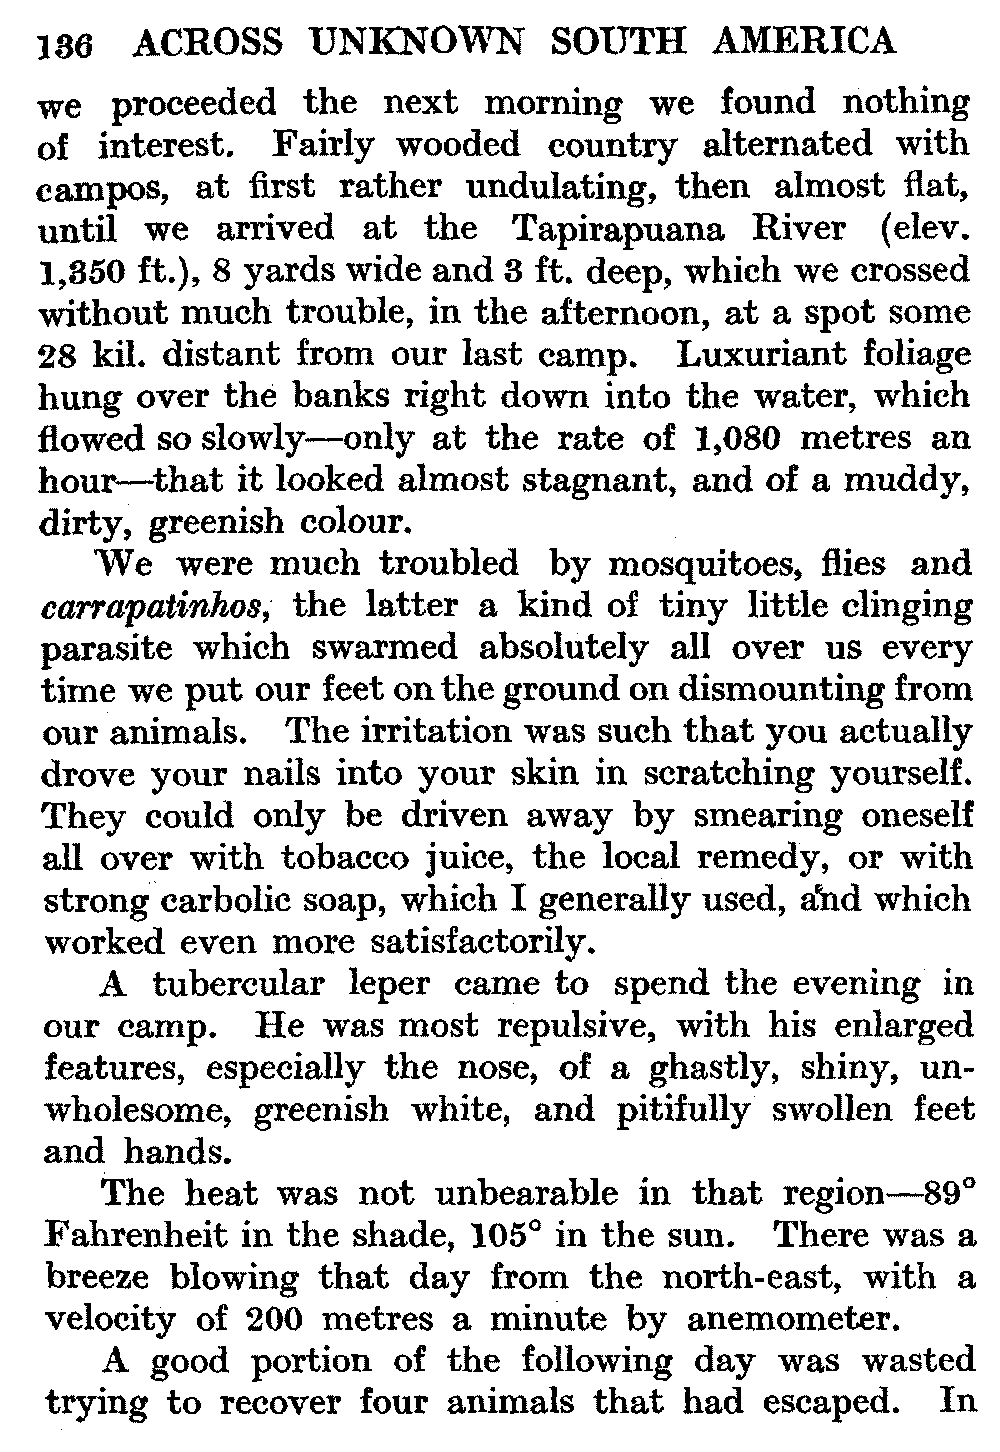 136 ACROSS UNKNOWN SOUTH AMERICA
we proceeded the next morning we found nothing
of interest. Fairly wooded country alternated with
campos, at first rather undulating, then almost flat,
until we arrived at the Tapirapuana River (elev.
1,350 ft.), 8 yards wide and 3 ft. deep, which we crossed
without much trouble, in the afternoon, at a spot some
28 kil. distant from our last camp. Luxuriant foliage
hung over the banks right down into the water, which
flowed so slowly—only at the rate of 1,080 metres an
hour—that it looked almost stagnant, and of a muddy,
dirty, greenish colour.
We were much troubled by mosquitoes, flies and
carrapatinhos, the latter a kind of tiny little clinging
parasite which swarmed absolutely all over us every
time we put our feet on the ground on dismounting from
our animals. The irritation was such that you actually
drove your nails into your skin in scratching yourself.
They could only be driven away by smearing oneself
all over with tobacco juice, the local remedy, or with
strong carbolic soap, which I generally used, and which
worked even more satisfactorily.
A tubercular leper came to spend the evening in
our camp. He was most repulsive, with his enlarged
features, especially the nose, of a ghastly, shiny, un-
wholesome, greenish white, and pitifully swollen feet
and hands.
The heat was not unbearable in that region—89°
Fahrenheit in the shade, 105° in the sun. There was a
breeze blowing that day from the north-east, with a
velocity of 200 metres a minute by anemometer.
A good portion of the following day was wasted
trying to recover four animals that had escaped. In